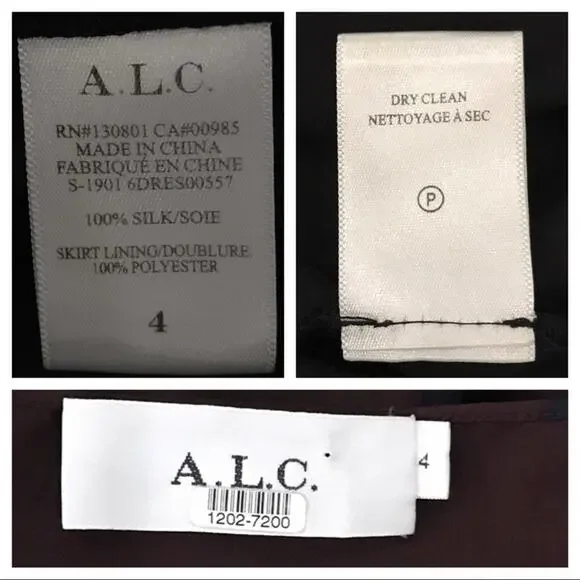 A.L.C.
RN#130801 CA#00985
MADE IN CHINA
FABRIQUÉ EN CHINE
S-1901 6DRES00557
100% SILK/SOIE
SKIRT LINING/DOUBLURE
100% POLYESTER
4
DRY CLEAN
NETTOYAGE À SEC
P
A.L.C.
4
1202-7200